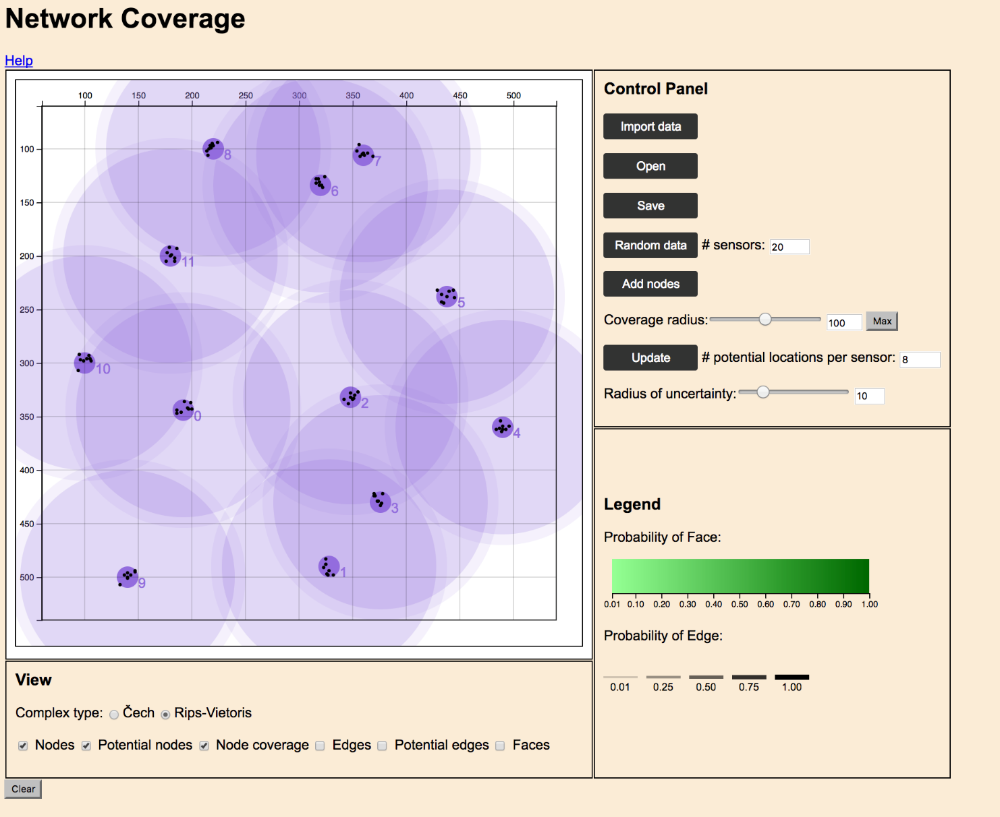 Network Coverage
Help
100 150 200 250 300 350 400 450 500
100
150
200
250
300
350
400
450
500
8
7
6
11
5
10
2
0
4
3
1
9
Control Panel
Import data
Open
Save
Random data # sensors: 20
Add nodes
Coverage radius: 100 Max
Update # potential locations per sensor: 8
Radius of uncertainty: 10
Legend
Probability of Face:
0.01 0.10 0.20 0.30 0.40 0.50 0.60 0.70 0.80 0.90 1.00
Probability of Edge:
0.01 0.25 0.50 0.75 1.00
View
Complex type: Čech Rips-Vietoris
Nodes Potential nodes Node coverage Edges Potential edges Faces
Clear